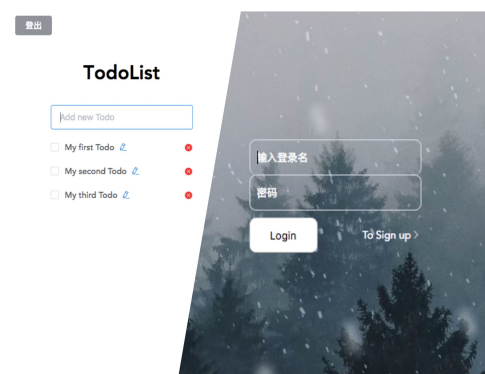 登出
TodoList
Add new Todo
My first Todo
My second Todo
My third Todo
输入登录名
密码
Login
To Sign up